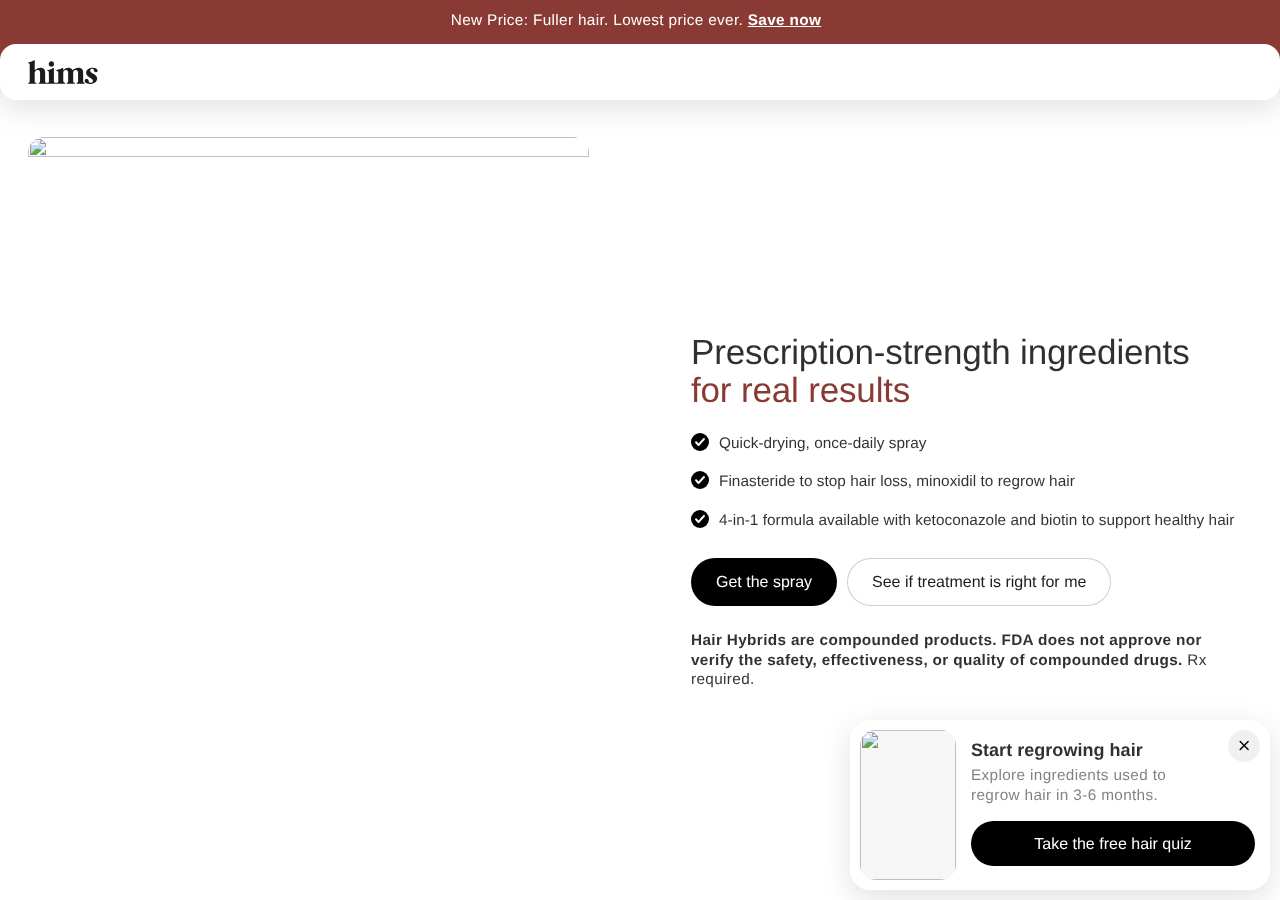 New Price: Fuller hair. Lowest price ever. Save now
hims
Prescription-strength ingredients
for real results
Quick-drying, once-daily spray
Finasteride to stop hair loss, minoxidil to regrow hair
4-in-1 formula available with ketoconazole and biotin to support healthy hair
Get the spray
See if treatment is right for me
Hair Hybrids are compounded products. FDA does not approve nor
verify the safety, effectiveness, or quality of compounded drugs. Rx
required.
Start regrowing hair
Explore ingredients used to
regrow hair in 3-6 months.
Take the free hair quiz